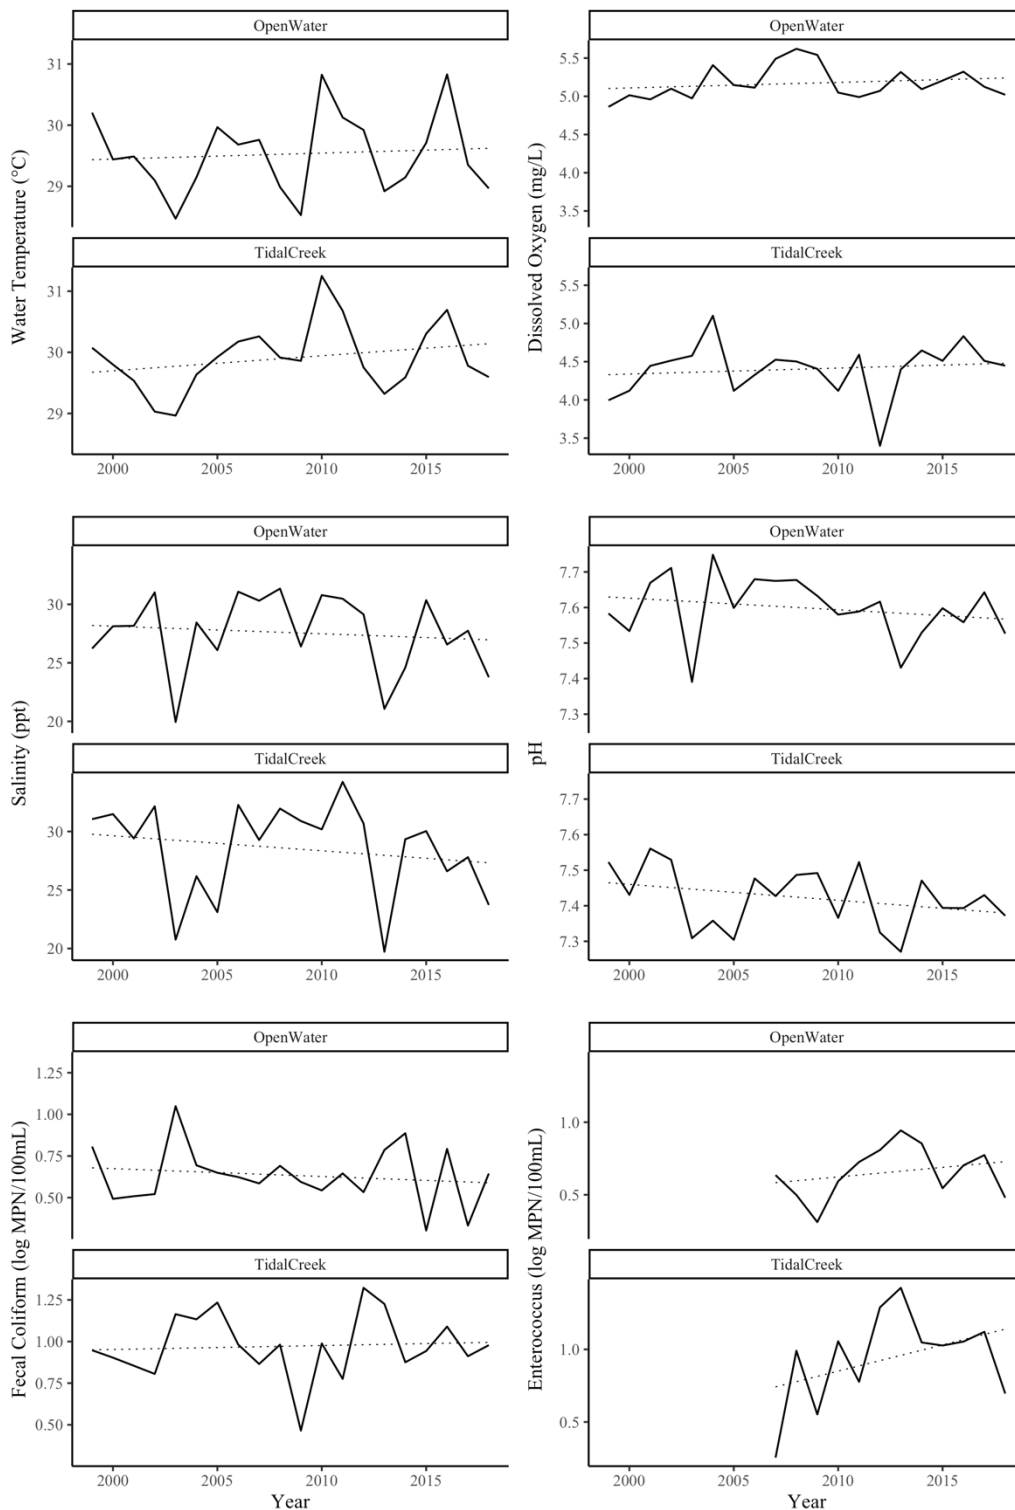 OpenWater
31
30
29
TidalCreek
31
30
29
2000 2005 2010 2015
Water Temperature (°C)
OpenWater
5.5
5.0
4.5
4.0
3.5
TidalCreek
5.5
5.0
4.5
4.0
3.5
2000 2005 2010 2015
Dissolved Oxygen (mg/L)
OpenWater
30
25
20
TidalCreek
30
25
20
2000 2005 2010 2015
Salinity (ppt)
OpenWater
7.7
7.6
7.5
7.4
7.3
TidalCreek
7.7
7.6
7.5
7.4
7.3
2000 2005 2010 2015
pH
OpenWater
1.25
1.00
0.75
0.50
TidalCreek
1.25
1.00
0.75
0.50
2000 2005 2010 2015
Year
Fecal Coliform (log MPN/100mL)
OpenWater
1.0
0.5
TidalCreek
1.0
0.5
2000 2005 2010 2015
Year
Enterococcus (log MPN/100mL)